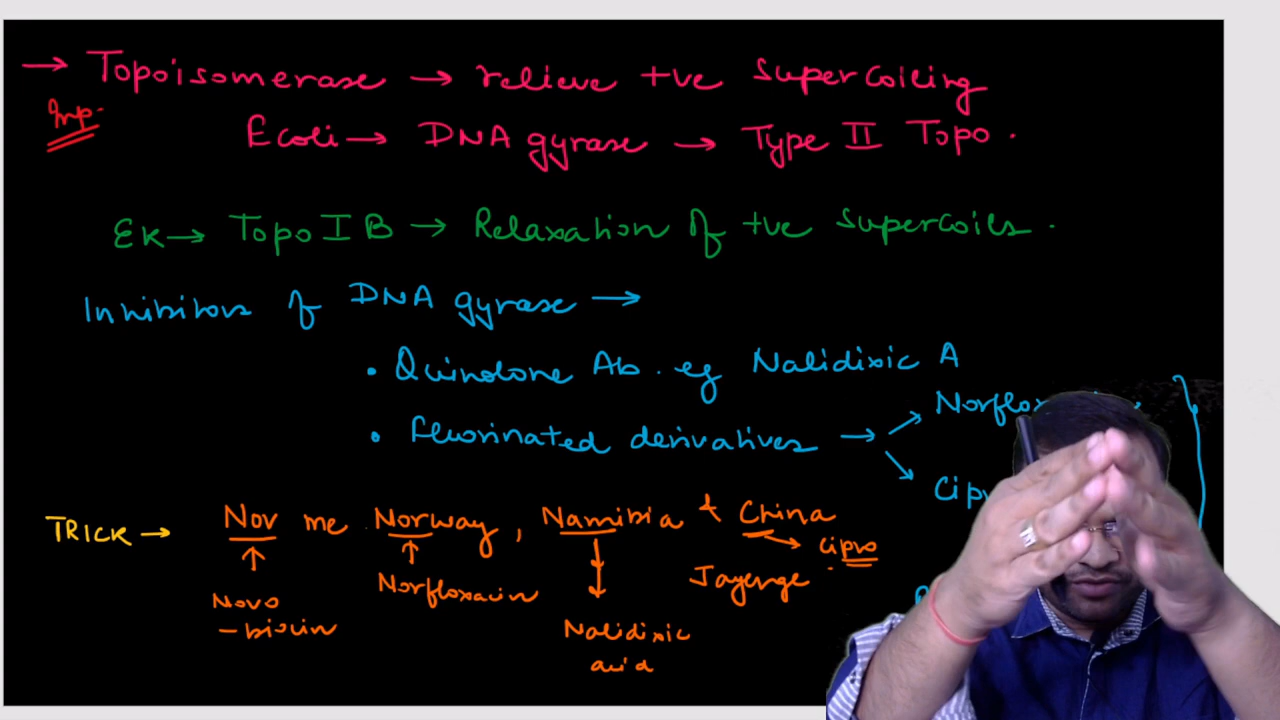 → Topoisomerase → relieve +ve Supercoiling
Imp.
Ecoli → DNA gyrase → Type II Topo.
EK → Topo I B → Relaxation of +ve Supercoils.
Inhibitors of DNA gyrase →
• Quinolone Ab. eg Nalidixic A
• Fluorinated derivatives →
Norflox
Cip
TRICK → Nov me Norway, Namibia & China
Jayenge
cipro
Novo
-biocin
Norfloxacin
Nalidixic
acid